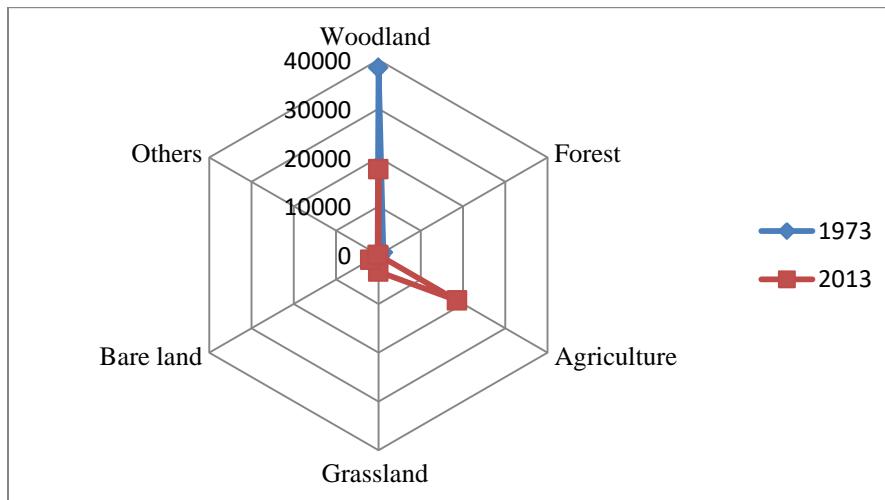 Woodland
40000
30000
20000
10000
0
Others
Forest
Bare land
Agriculture
Grassland
1973
2013